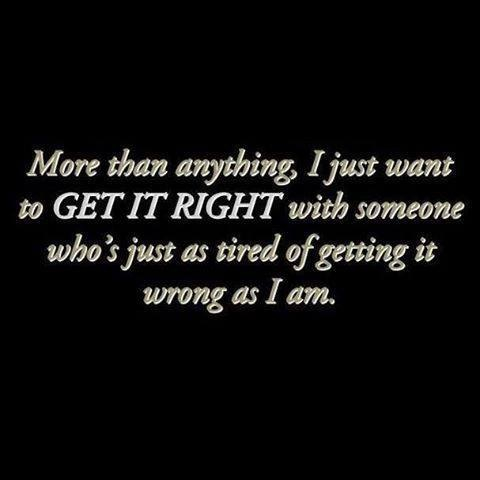 More than anything, I just want
to GET IT RIGHT with someone
who's just as tired of getting it
wrong as I am.